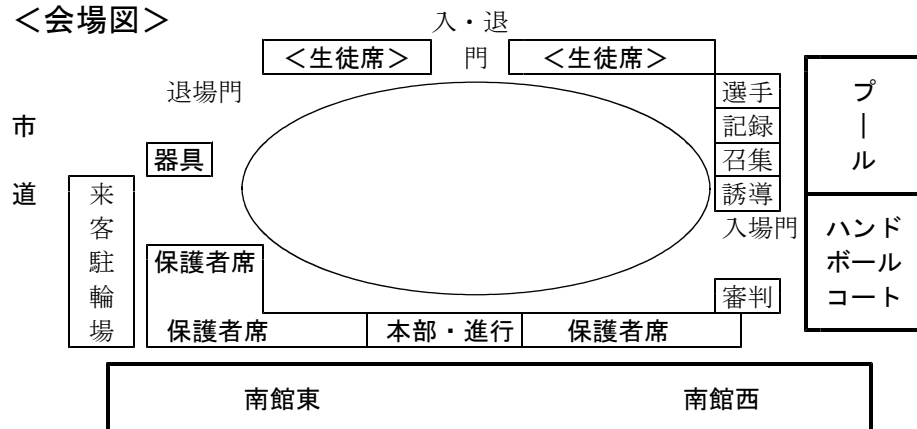 ＜会場図＞
入・退
門
＜生徒席＞
＜生徒席＞
退場門
選手
記録
召集
誘導
入場門
審判
プール
ハンド
ボール
コート
市道
器具
来客駐輪場
保護者席
保護者席
本部・進行
保護者席
南館東
南館西